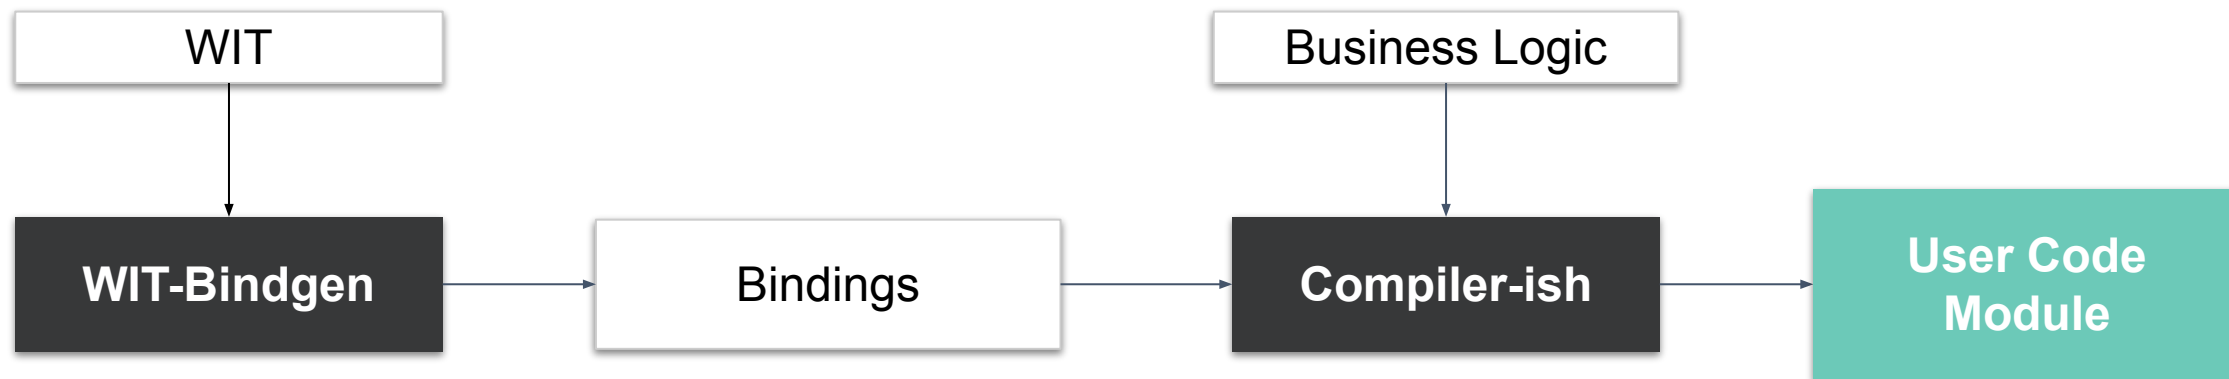 WIT
Business Logic
WIT-Bindgen
Bindings
Compiler-ish
User Code
Module